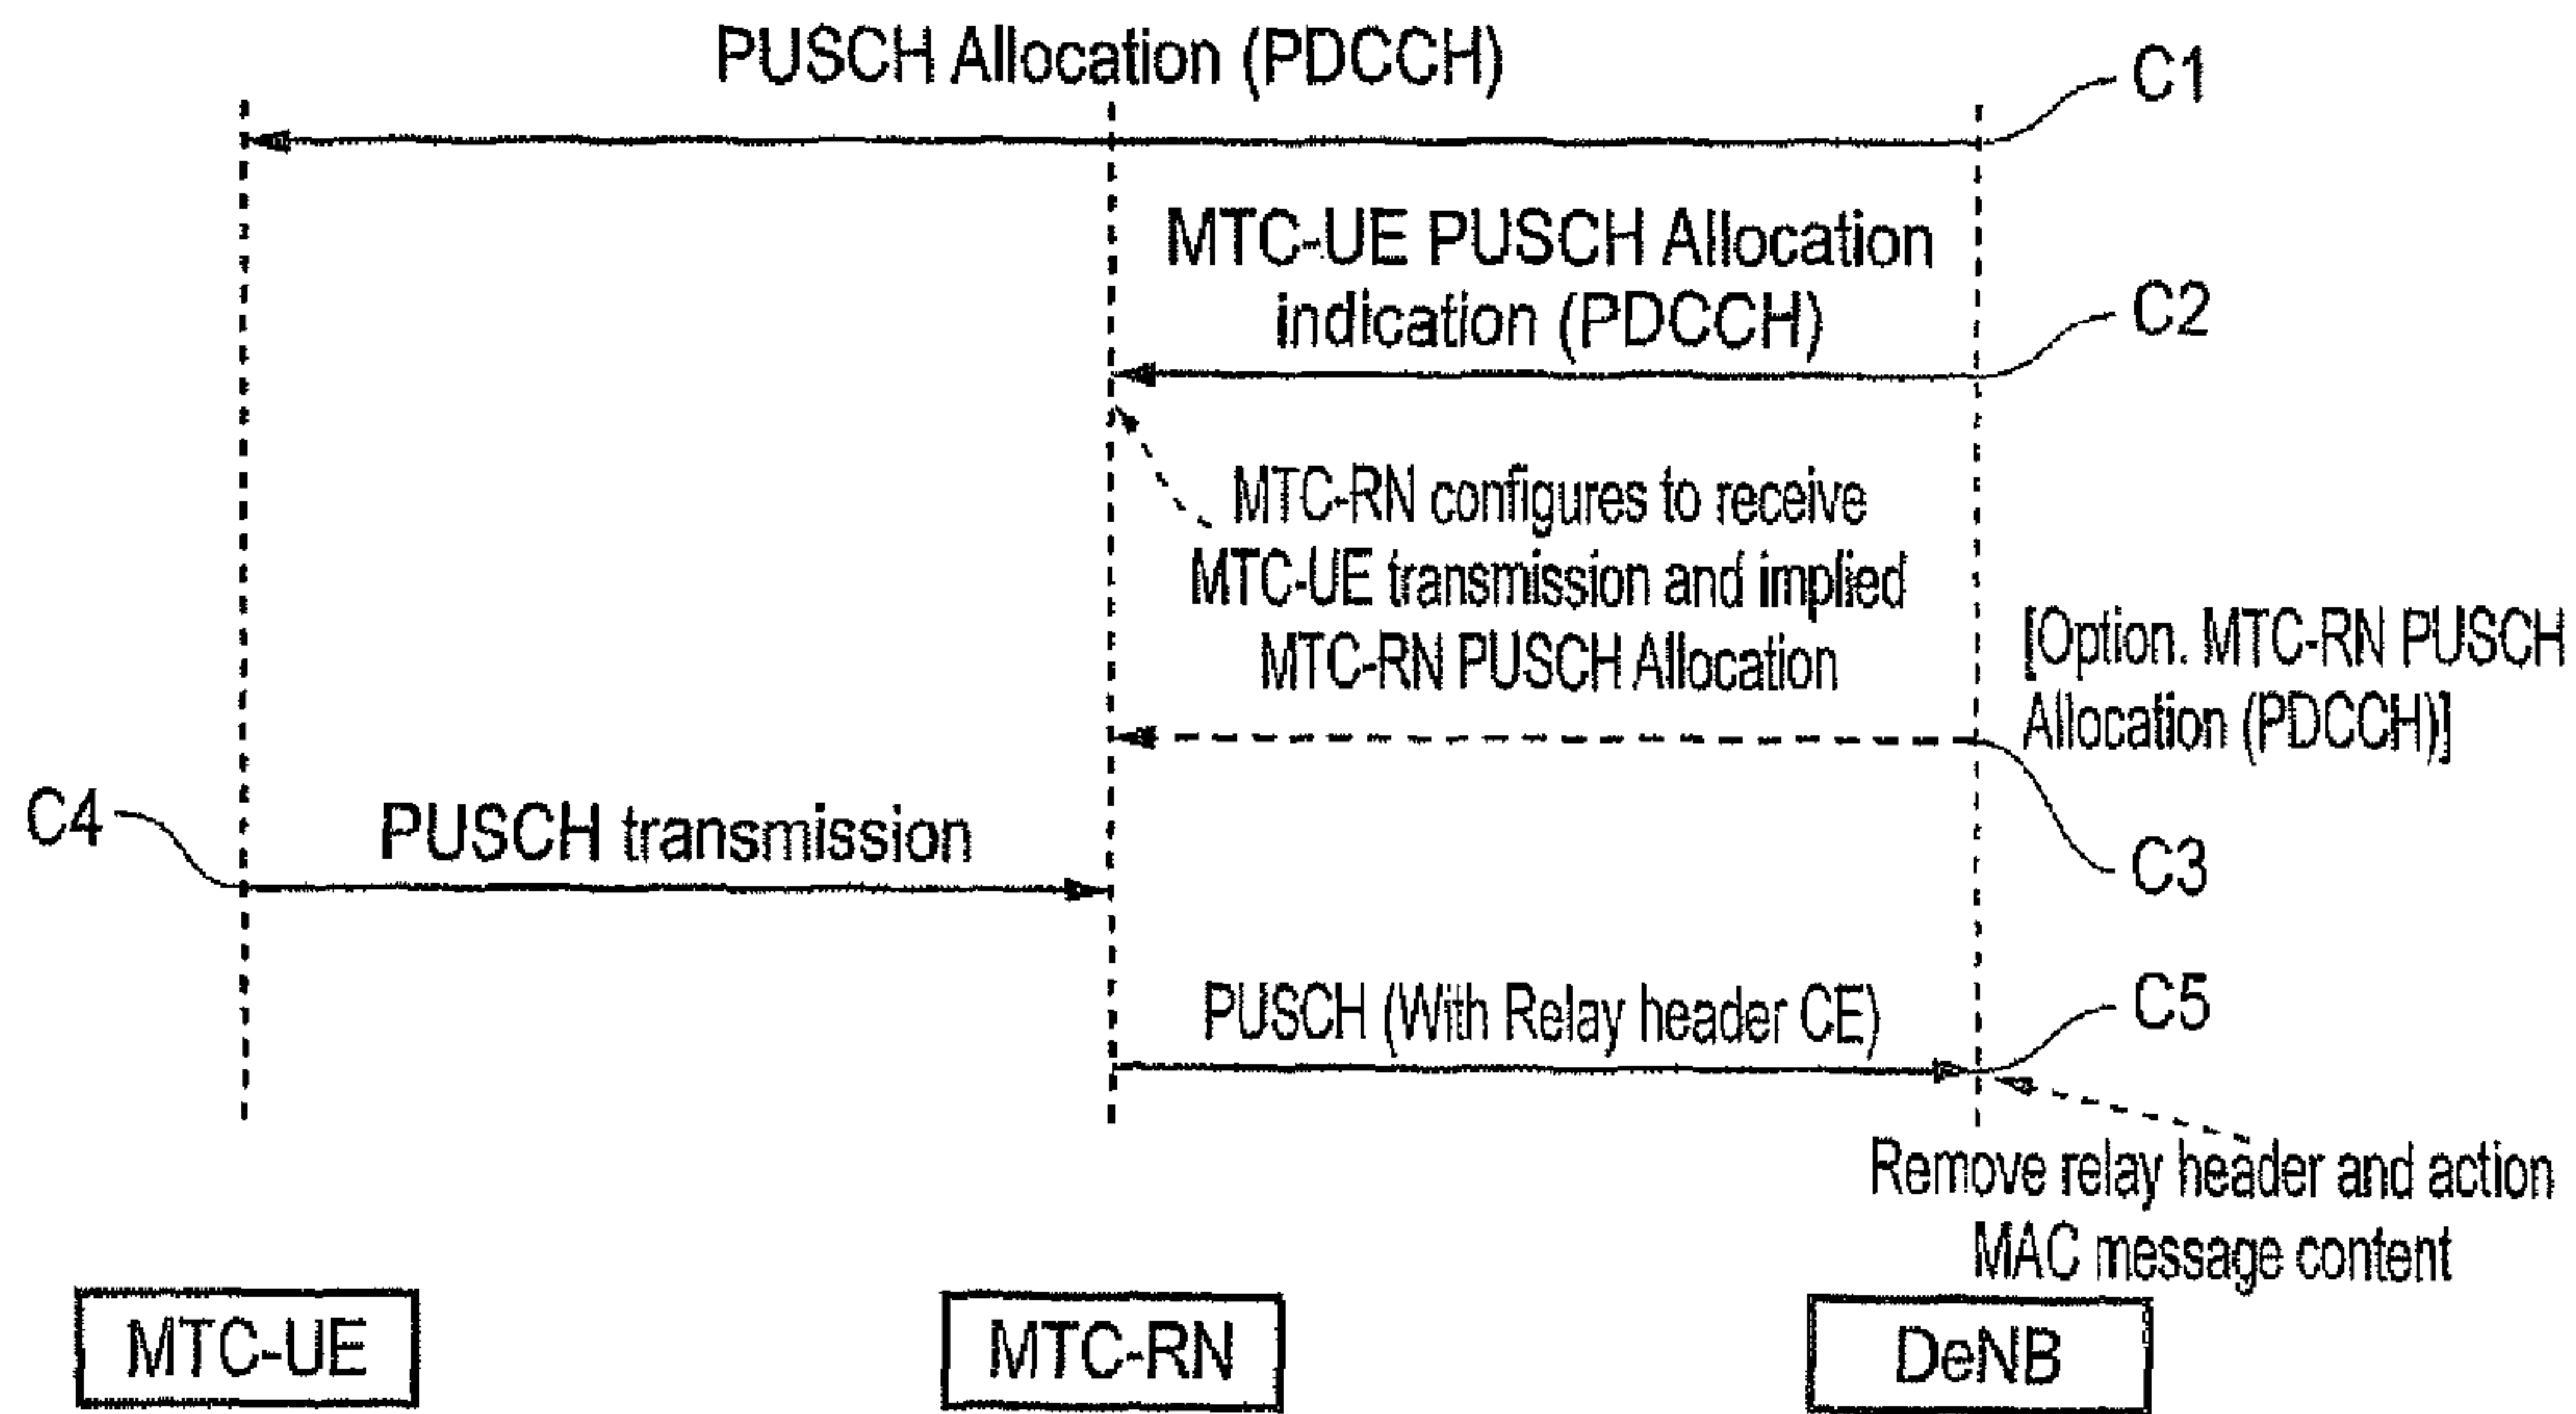 PUSCH Allocation (PDCCH)
C1
MTC-UE PUSCH Allocation
indication (PDCCH)
C2
MTC-RN configures to receive
MTC-UE transmission and implied
MTC-RN PUSCH Allocation
[Option. MTC-RN PUSCH
Allocation (PDCCH)]
C4
PUSCH transmission
C3
PUSCH (With Relay header CE)
C5
Remove relay header and action
MAC message content
MTC-UE
MTC-RN
DeNB